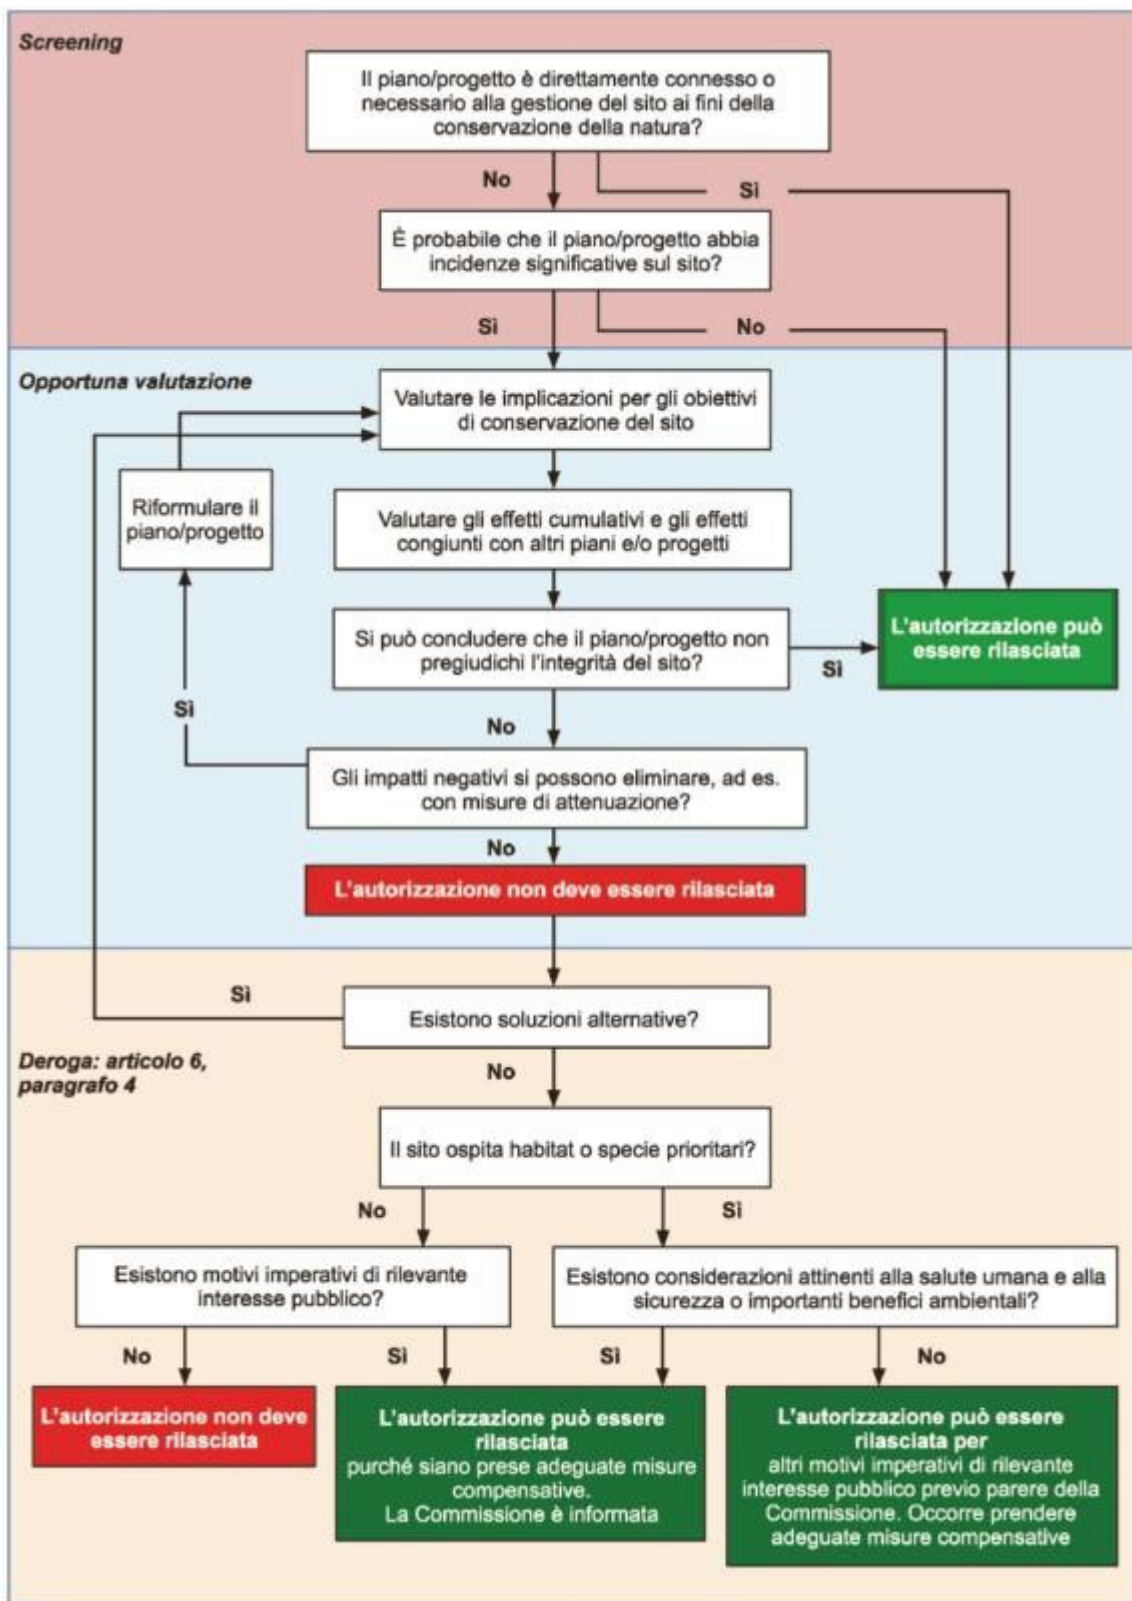 Screening
Il piano/progetto è direttamente connesso o
necessario alla gestione del sito ai fini della
conservazione della natura?
No
Sì
È probabile che il piano/progetto abbia
incidenze significative sul sito?
Sì
No
Opportuna valutazione
Valutare le implicazioni per gli obiettivi
di conservazione del sito
Riformulare il
piano/progetto
Valutare gli effetti cumulativi e gli effetti
congiunti con altri piani e/o progetti
Si può concludere che il piano/progetto non
pregiudichi l'integrità del sito?
Sì
L'autorizzazione può
essere rilasciata
Sì
No
Gli impatti negativi si possono eliminare, ad es.
con misure di attenuazione?
No
L'autorizzazione non deve essere rilasciata
Sì
Esistono soluzioni alternative?
Deroga: articolo 6,
paragrafo 4
No
Il sito ospita habitat o specie prioritari?
No
Sì
Esistono motivi imperativi di rilevante
interesse pubblico?
Esistono considerazioni attinenti alla salute umana e alla
sicurezza o importanti benefici ambientali?
No
Sì
Sì
No
L'autorizzazione non deve
essere rilasciata
L'autorizzazione può essere
rilasciata
purché siano prese adeguate misure
compensative.
La Commissione è informata
L'autorizzazione può essere
rilasciata per
altri motivi imperativi di rilevante
interesse pubblico previo parere della
Commissione. Occorre prendere
adeguate misure compensative